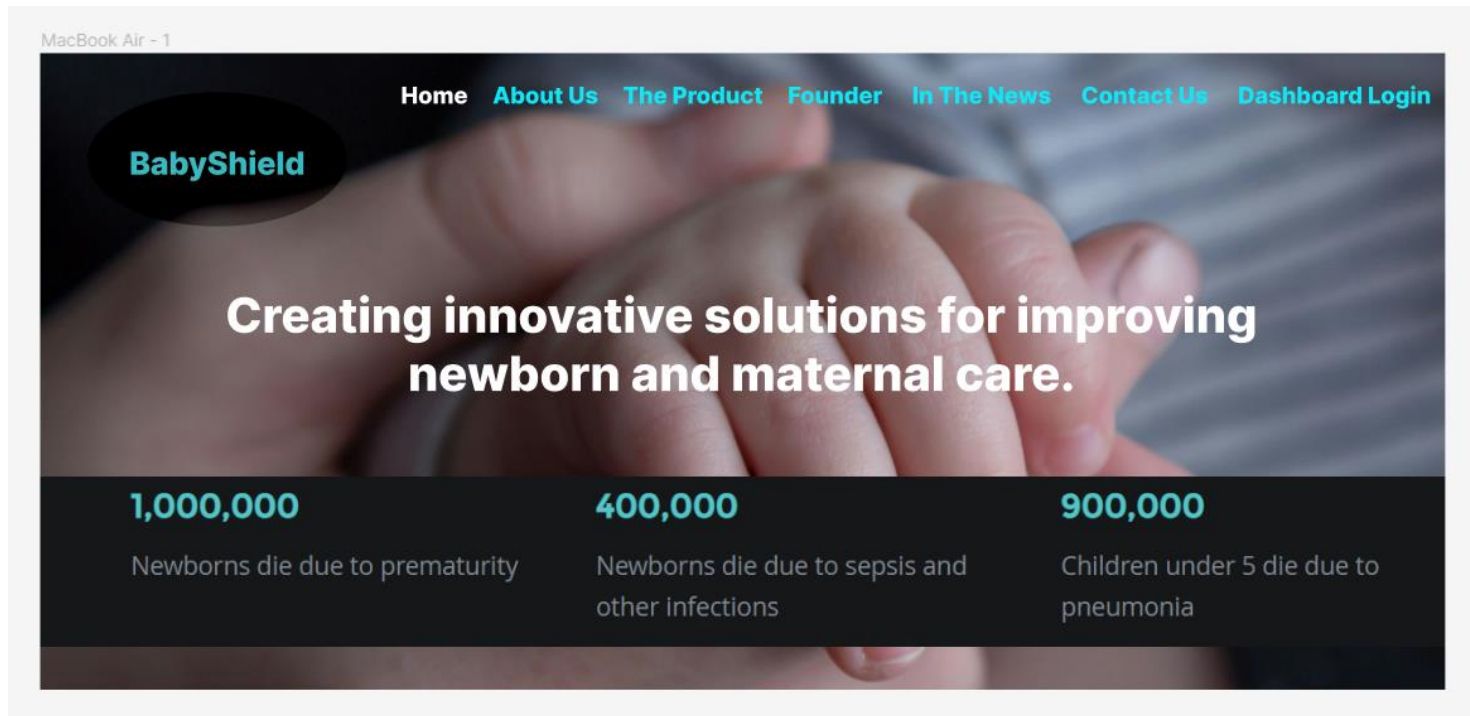 MacBook Air - 1
Home About Us The Product Founder In The News Contact Us Dashboard Login
BabyShield
Creating innovative solutions for improving
newborn and maternal care.
1,000,000
Newborns die due to prematurity
400,000
Newborns die due to sepsis and
other infections
900,000
Children under 5 die due to
pneumonia